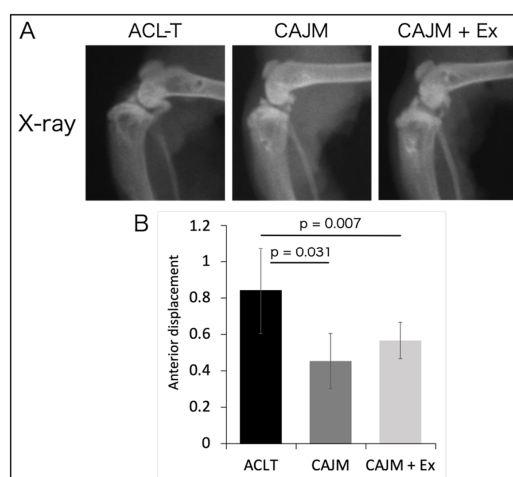 A
ACL-T CAJM CAJM + Ex
X-ray
B
1.2
1
0.8
0.6
0.4
0.2
0
Anterior displacement
p = 0.007
p = 0.031
ACLT CAJM CAJM + Ex